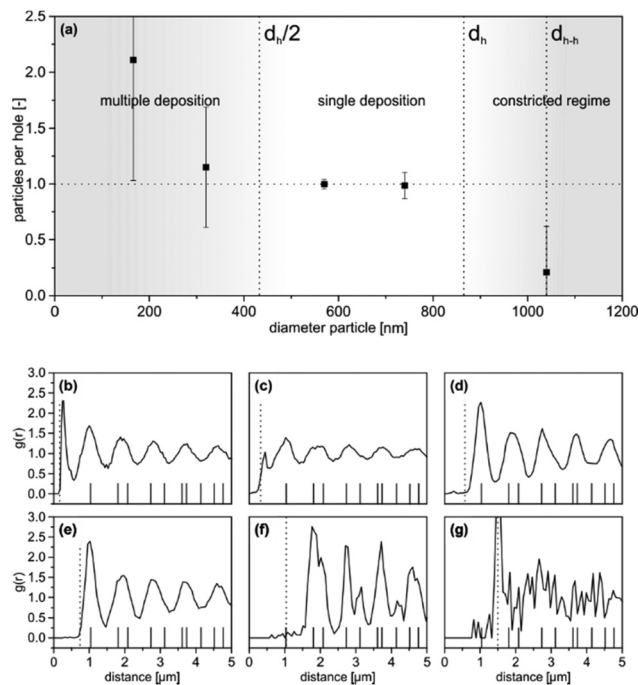 (a)
d_h/2
d_h
d_h-h
multiple deposition
single deposition
constricted regime
particles per hole [-]
2.5
2.0
1.5
1.0
0.5
0.0
0
200
400
600
800
1000
1200
diameter particle [nm]
(b)
(c)
(d)
g(r)
3.0
2.5
2.0
1.5
1.0
0.5
0.0
(e)
(f)
(g)
g(r)
3.0
2.5
2.0
1.5
1.0
0.5
0.0
0 1 2 3 4 5
0 1 2 3 4 5
0 1 2 3 4 5
distance [µm]
distance [µm]
distance [µm]